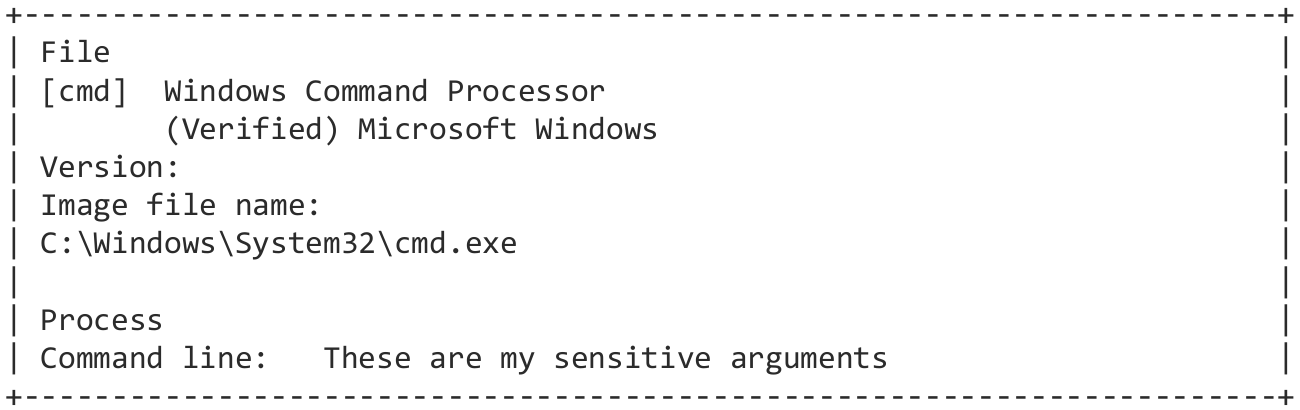 +-----------------------------------------------------------------------+
| File                                                                  |
| [cmd]  Windows Command Processor                                      |
|        (Verified) Microsoft Windows                                   |
| Version:                                                              |
| Image file name:                                                      |
| C:\Windows\System32\cmd.exe                                           |
|                                                                       |
| Process                                                               |
| Command line:   These are my sensitive arguments                      |
+-----------------------------------------------------------------------+